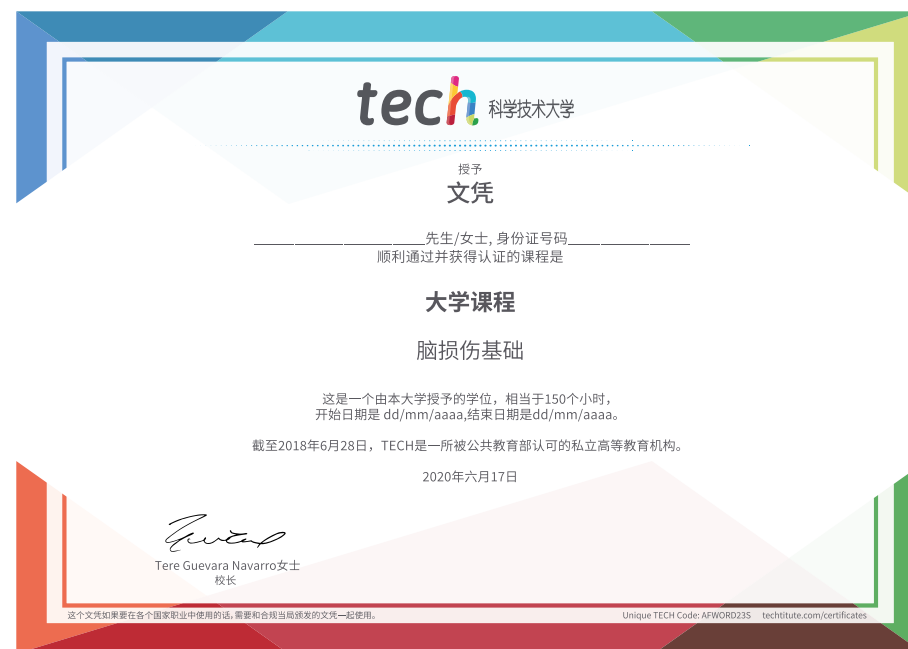 tech 科学技术大学
授予
文凭
____________________先生/女士, 身份证号码______________
顺利通过并获得认证的课程是
大学课程
脑损伤基础
这是一个由本大学授予的学位，相当于150个小时，
开始日期是 dd/mm/aaaa,结束日期是dd/mm/aaaa。
截至2018年6月28日，TECH是一所被公共教育部认可的私立高等教育机构。
2020年六月17日
Tere Guevara Navarro女士
校长
这个文凭如果要在各个国家职业中使用的话,需要和合规当局颁发的文凭一起使用。
Unique TECH Code: AFWORD23S techtitute.com/certificates